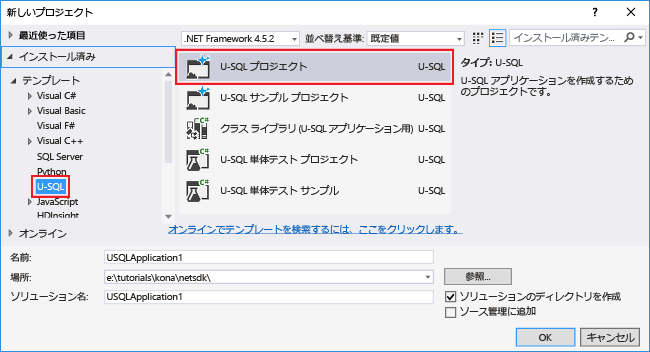 新しいプロジェクト
? ×
最近使った項目
.NET Framework 4.5.2
並べ替え基準: 既定値
インストール済みテン...
インストール済み
テンプレート
Visual C#
Visual Basic
Visual F#
Visual C++
SQL Server
Python
U-SQL
JavaScript
HDInsight
オンライン
U-SQL プロジェクト U-SQL
U-SQL サンプル プロジェクト U-SQL
クラス ライブラリ (U-SQL アプリケーション用) U-SQL
U-SQL 単体テスト プロジェクト U-SQL
U-SQL 単体テスト サンプル U-SQL
オンラインでテンプレートを検索するには、ここをクリックします。
タイプ: U-SQL
U-SQL アプリケーションを作成するため
のプロジェクトです。
名前: USQLApplication1
場所: e:\tutorials\kona\netsdk\ 参照...
ソリューション名: USQLApplication1
ソリューションのディレクトリを作成
ソース管理に追加
OK キャンセル